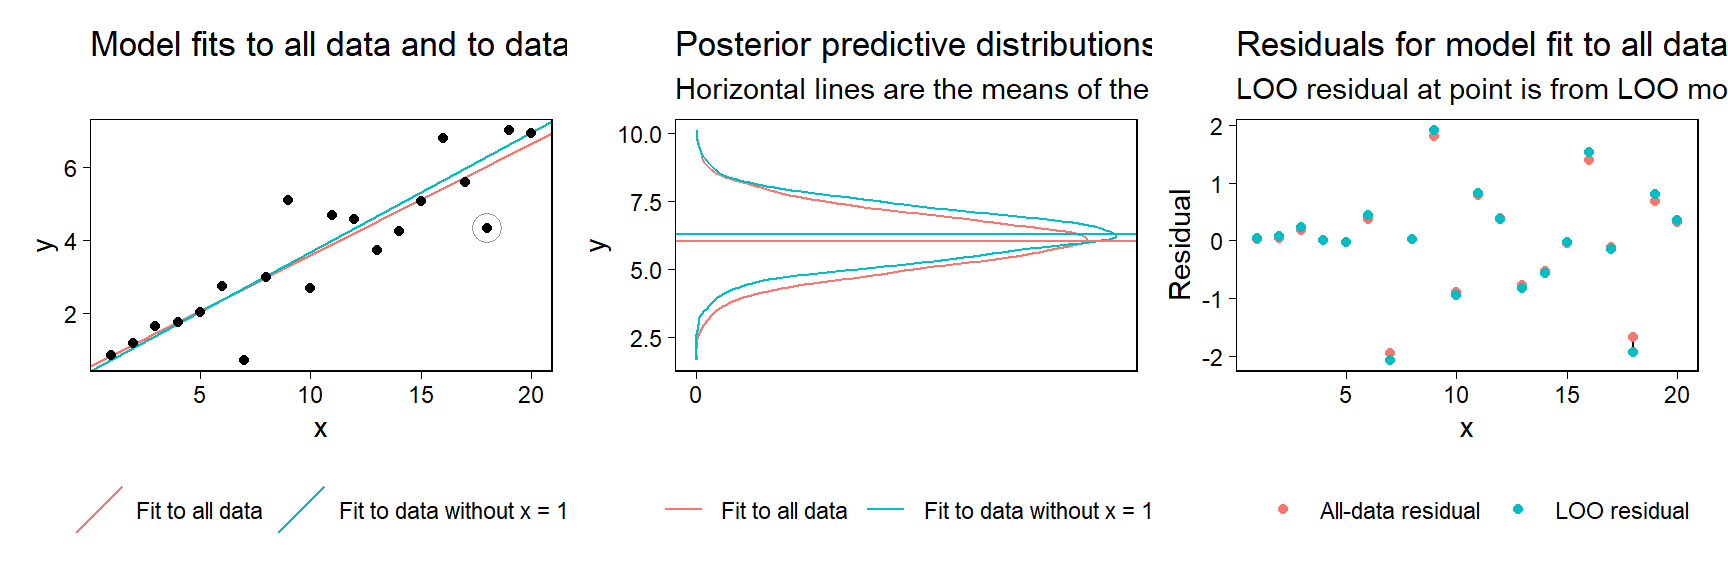 Model fits to all data and to data
6
4
2
y
5
10
15
20
x
Fit to all data
Fit to data without x = 1
Posterior predictive distributions
Horizontal lines are the means of the
10.0
7.5
5.0
2.5
y
0
Fit to all data
Fit to data without x = 1
Residuals for model fit to all data
LOO residual at point is from LOO mo
2
1
0
-1
-2
Residual
5
10
15
20
x
All-data residual
LOO residual